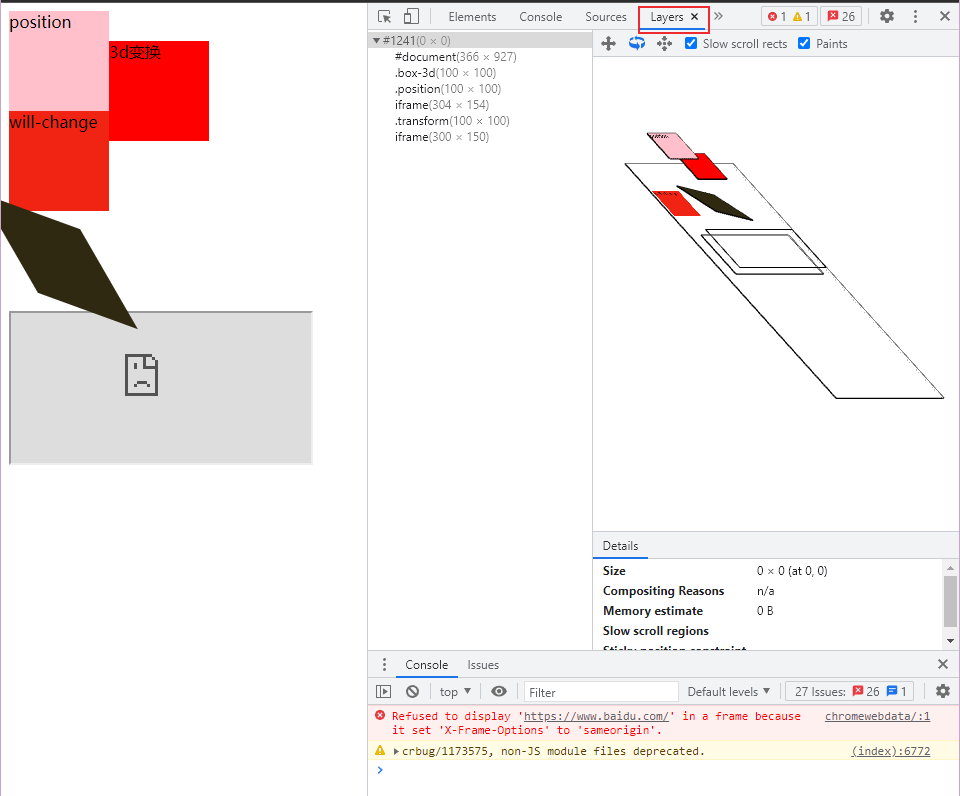 position
3d变换
will-change
Elements
Console
Sources
Layers ✕
»
1
1
26
▼#1241(0 × 0)
#document(366 × 927)
.box-3d(100 × 100)
.position(100 × 100)
iframe(304 × 154)
.transform(100 × 100)
iframe(300 × 150)
Slow scroll rects
Paints
Details
Size 0 × 0 (at 0, 0)
Compositing Reasons n/a
Memory estimate 0 B
Slow scroll regions
Sticky position constraint
Console
Issues
top ▼
Filter
Default levels ▼
27 Issues: 26 1
Refused to display 'https://www.baidu.com/' in a frame because chromewebdata/:1
it set 'X-Frame-Options' to 'sameorigin'.
crbug/1173575, non-JS module files deprecated. (index):6772